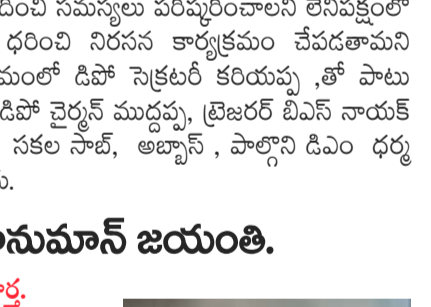 దించి సమస్యలు పరిష్కరించాలని లేనిపక్షంలో
ధరించి నిరసన కార్యక్రమం చేపడతామని
మంలో డిపో సెక్రటరీ కరియప్ప ,తో పాటు
డిపో చైర్మన్ ముద్దప్ప, ట్రెజరర్ బిఎస్ నాయక్
సకల సాబ్, అబ్బాస్ , పాల్గొని డిఎం ధర్మ
నుమాన్ జయంతి.